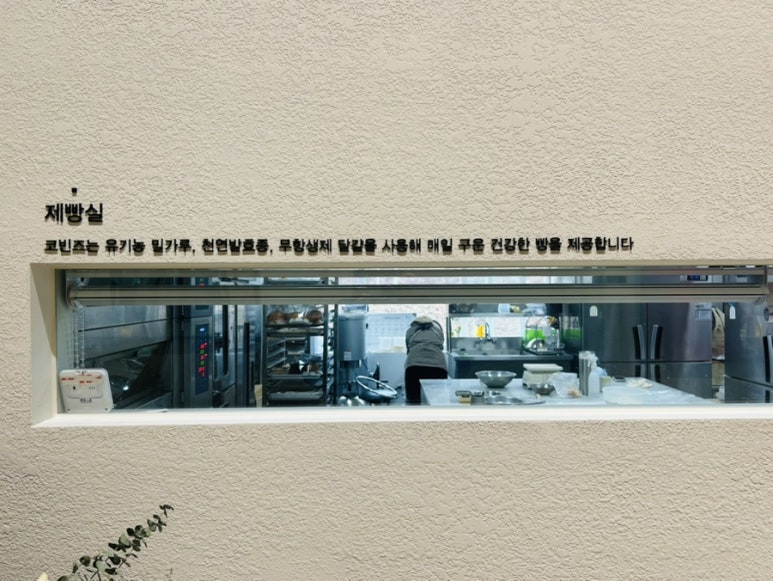 제빵실
코빈즈는 유기농 밀가루, 천연발효종, 무항생제 달걀을 사용해 매일 구운 건강한 빵을 제공합니다